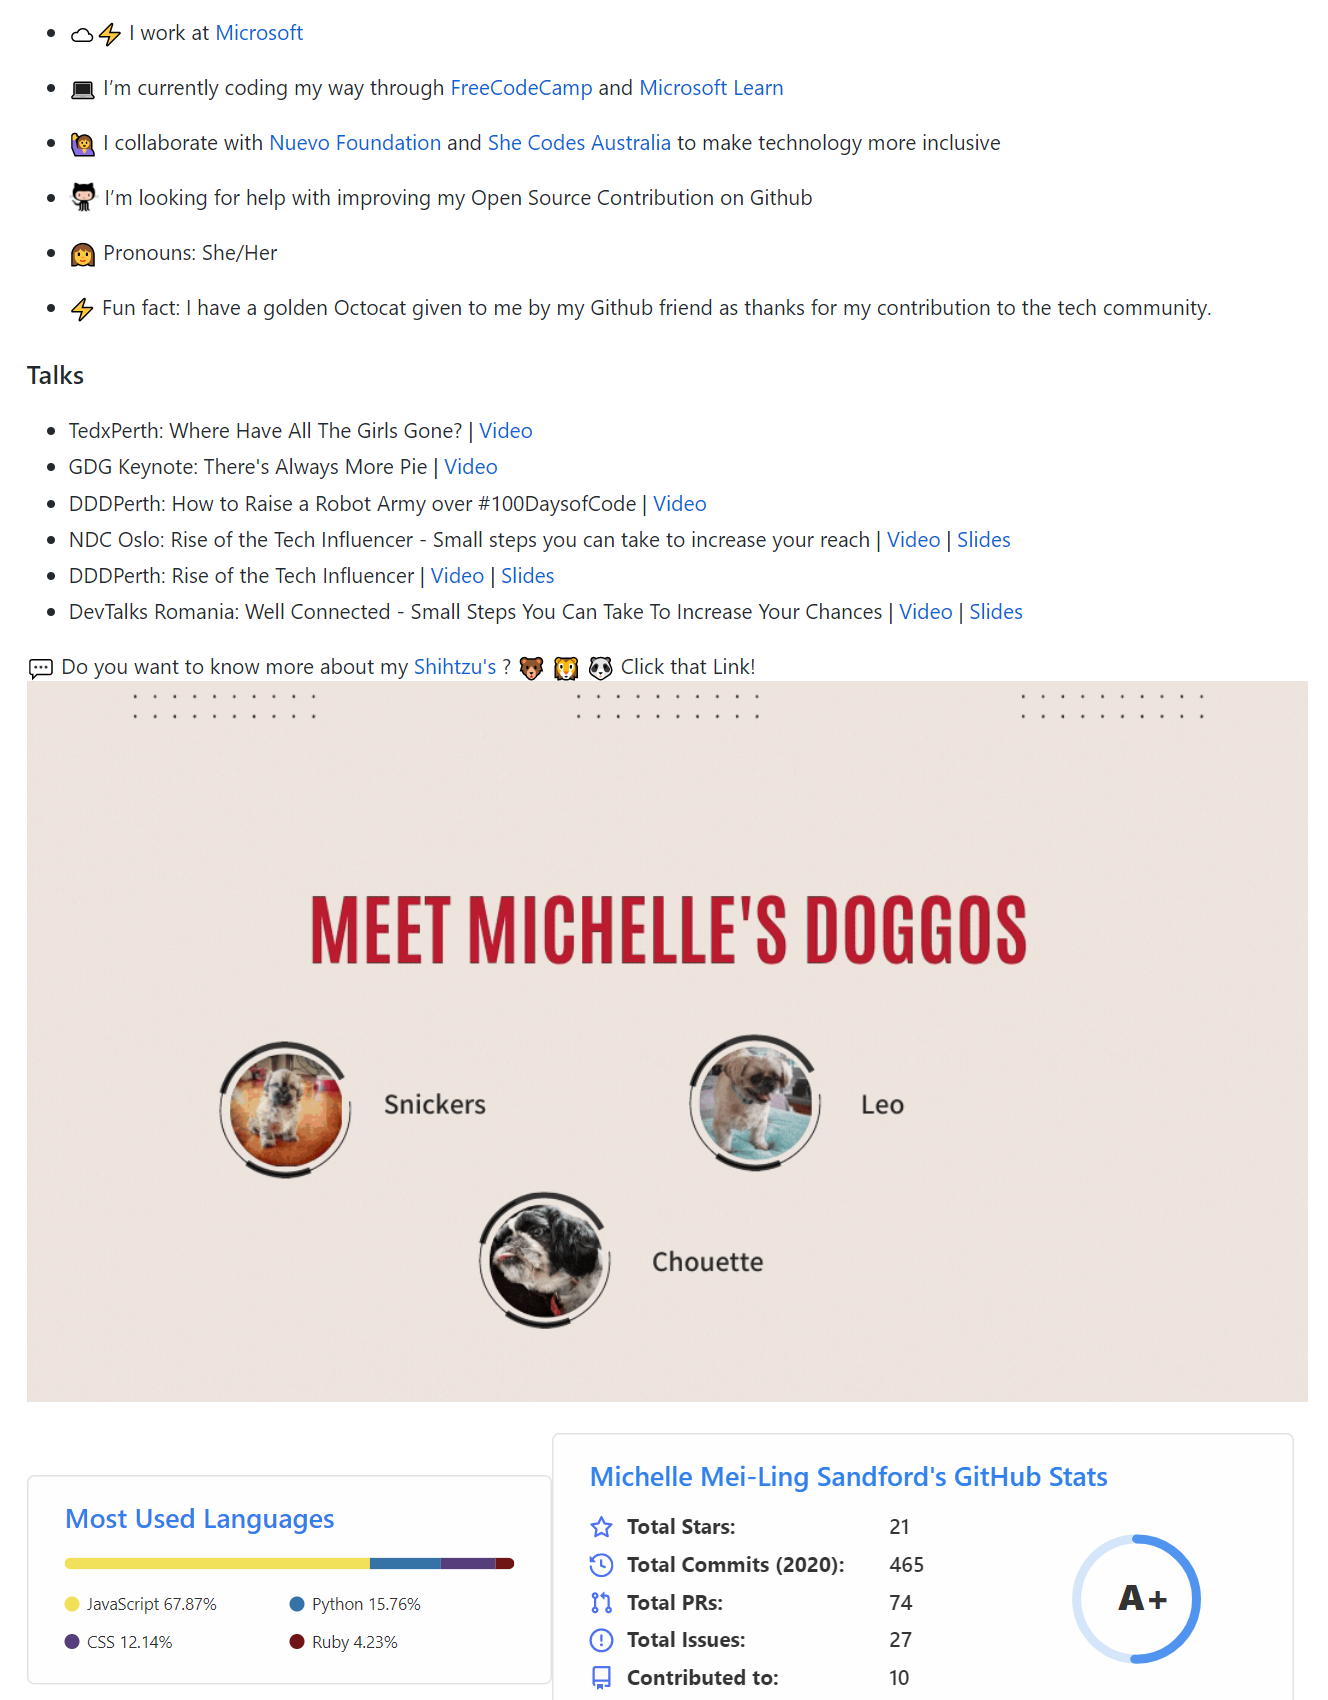 I work at Microsoft
I’m currently coding my way through FreeCodeCamp and Microsoft Learn
I collaborate with Nuevo Foundation and She Codes Australia to make technology more inclusive
I’m looking for help with improving my Open Source Contribution on Github
Pronouns: She/Her
Fun fact: I have a golden Octocat given to me by my Github friend as thanks for my contribution to the tech community.
Talks
TedxPerth: Where Have All The Girls Gone? | Video
GDG Keynote: There's Always More Pie | Video
DDDPerth: How to Raise a Robot Army over #100DaysofCode | Video
NDC Oslo: Rise of the Tech Influencer - Small steps you can take to increase your reach | Video | Slides
DDDPerth: Rise of the Tech Influencer | Video | Slides
DevTalks Romania: Well Connected - Small Steps You Can Take To Increase Your Chances | Video | Slides
Do you want to know more about my Shihtzu's ? Click that Link!
MEET MICHELLE'S DOGGOS
Snickers
Leo
Chouette
Most Used Languages
JavaScript 67.87%
Python 15.76%
CSS 12.14%
Ruby 4.23%
Michelle Mei-Ling Sandford's GitHub Stats
Total Stars: 21
Total Commits (2020): 465
Total PRs: 74
Total Issues: 27
Contributed to: 10
A+